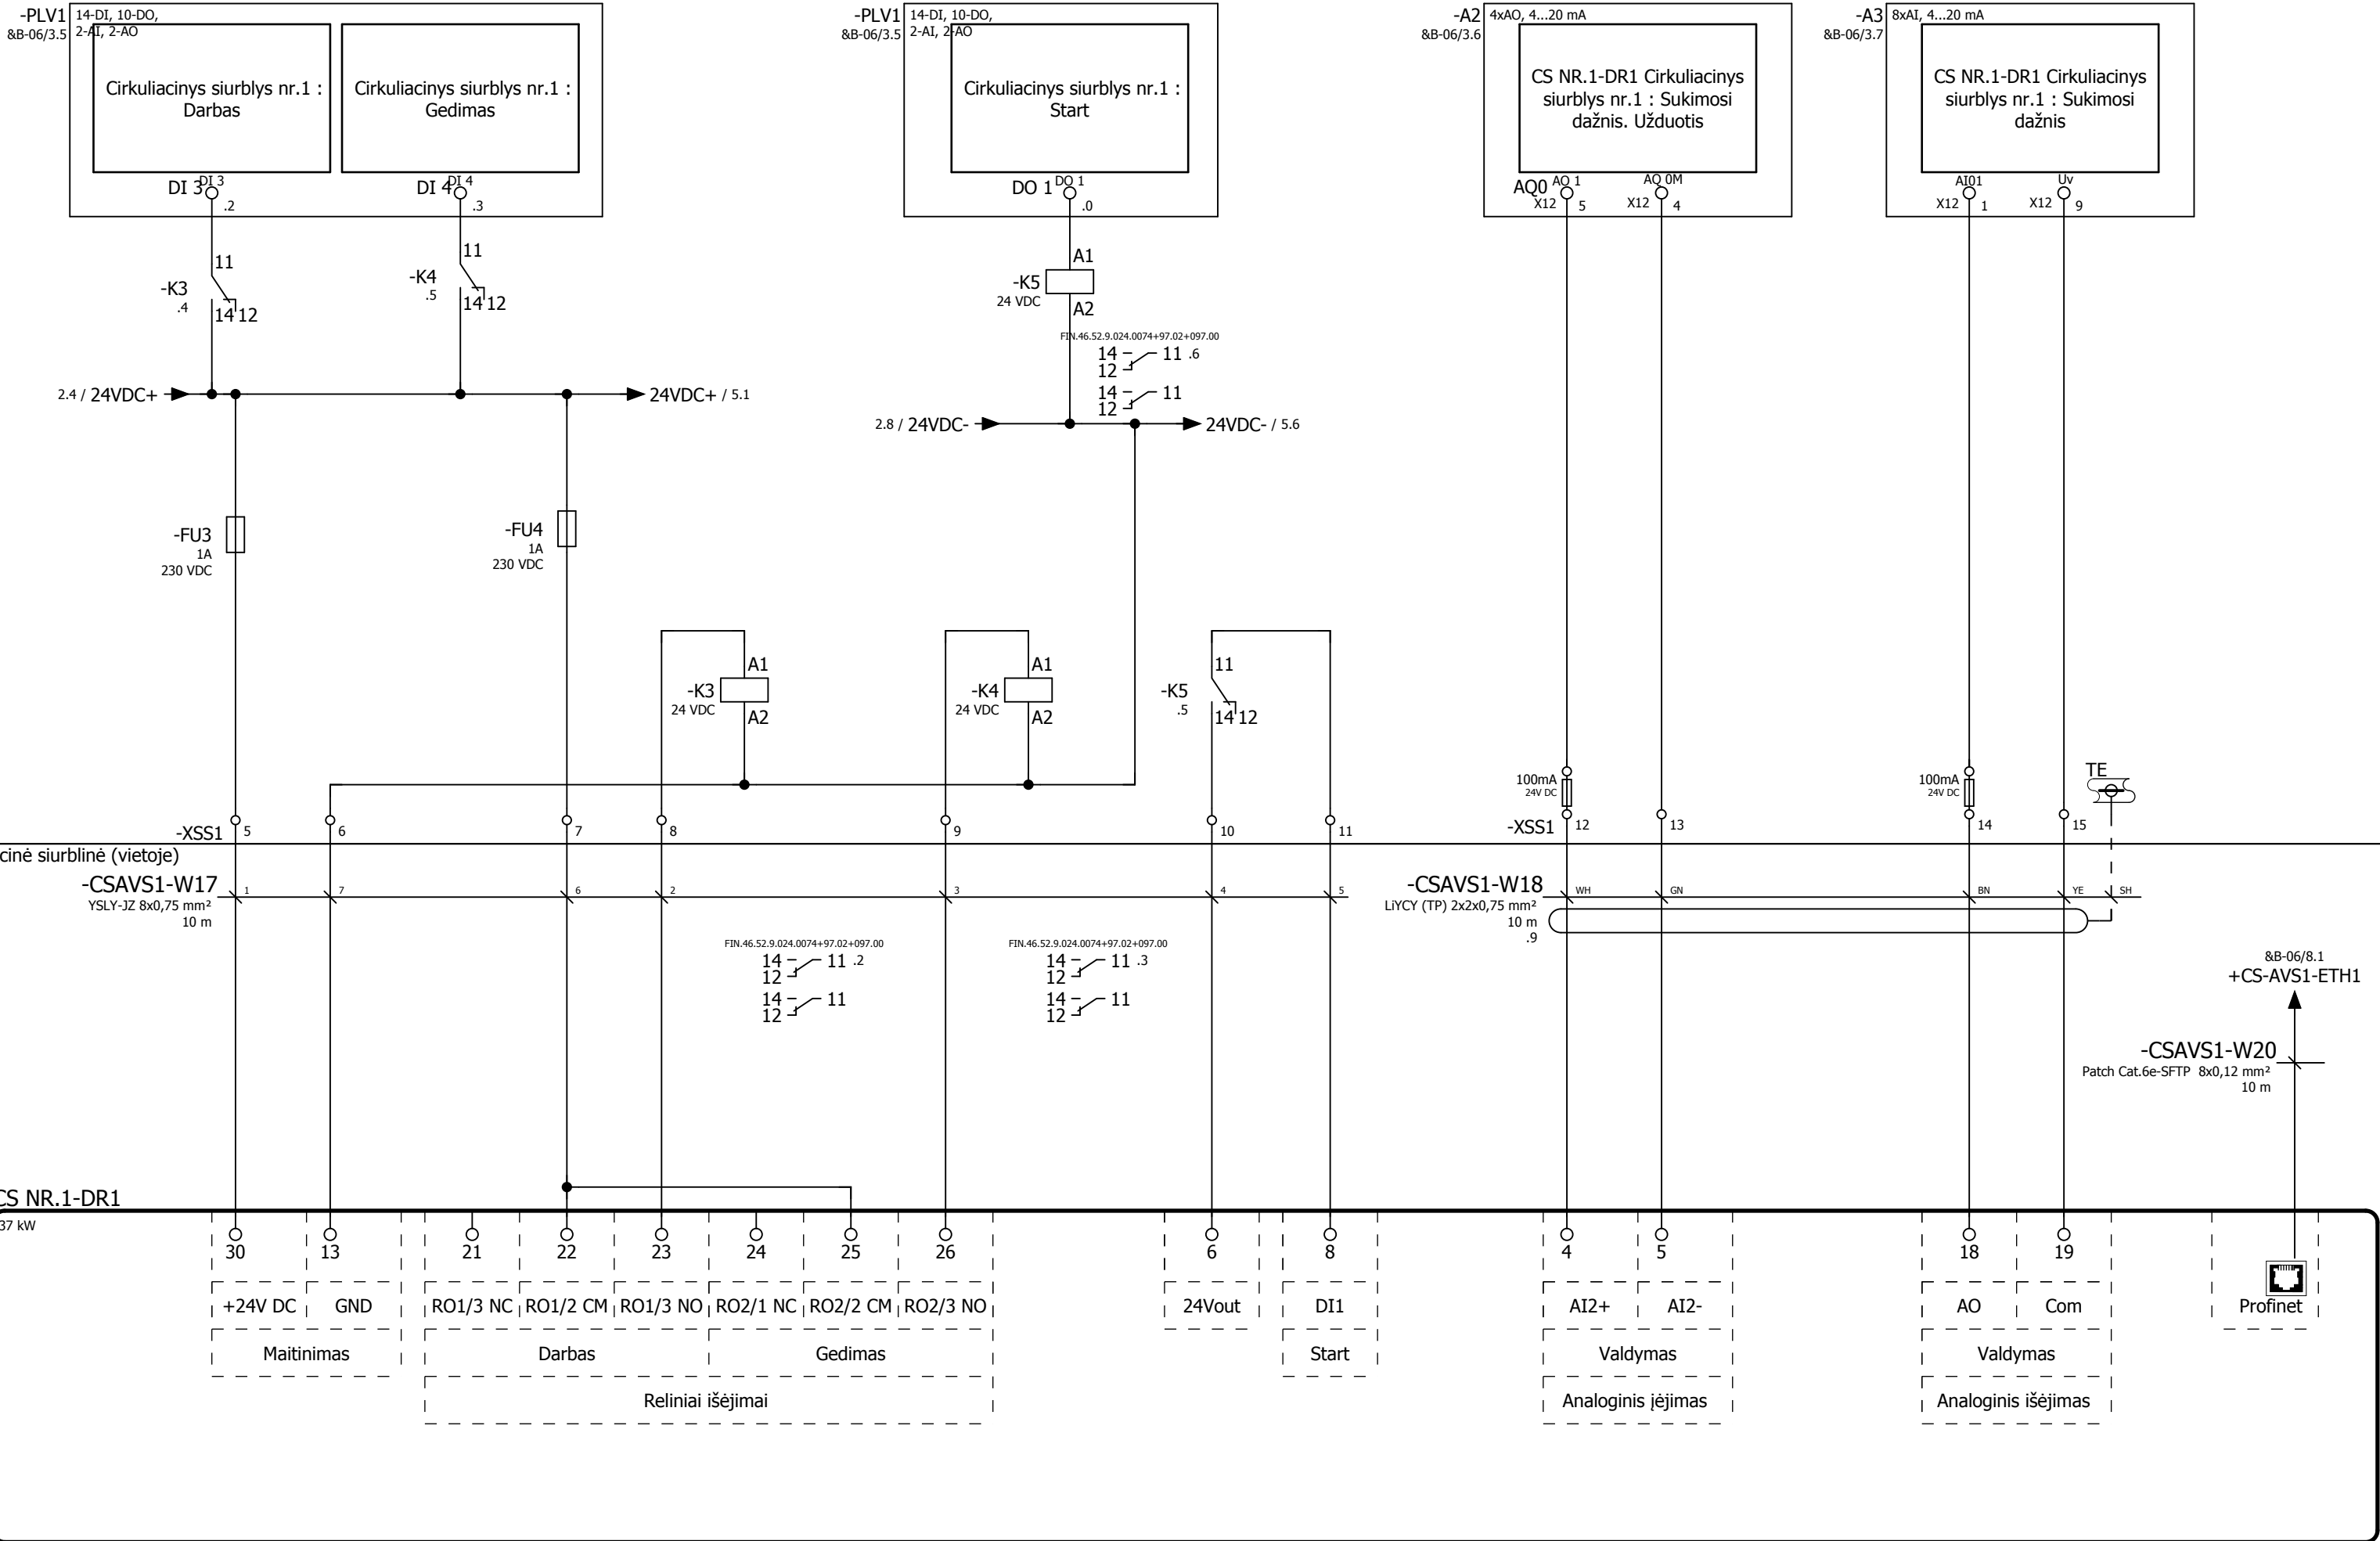 -PLV1
&B-06/3.5
14-DI, 10-DO,
2-AI, 2-AO
Cirkuliacinys siurblys nr.1 :
Darbas
Cirkuliacinys siurblys nr.1 :
Gedimas
DI 3
DI 3
.2
DI 4
DI 4
.3
-PLV1
&B-06/3.5
14-DI, 10-DO,
2-AI, 2-AO
Cirkuliacinys siurblys nr.1 :
Start
DO 1
DO 1
.0
-A2
&B-06/3.6
4xAO, 4...20 mA
CS NR.1-DR1 Cirkuliacinys
siurblys nr.1 : Sukimosi
dažnis. Užduotis
AQ0
AO 1
X12
5
AQ 0M
X12
4
-A3
&B-06/3.7
8xAI, 4...20 mA
CS NR.1-DR1 Cirkuliacinys
siurblys nr.1 : Sukimosi
dažnis
AI01
X12
1
Uv
X12
9
-K3
.4
11
14 12
-K4
.5
11
14 12
-K5
24 VDC
A1
A2
FIN.46.52.9.024.0074+97.02+097.00
14
11 .6
12
14
11
12
2.4 / 24VDC+
24VDC+ / 5.1
2.8 / 24VDC-
24VDC- / 5.6
-FU3
1A
230 VDC
-FU4
1A
230 VDC
-K3
24 VDC
A1
A2
-K4
24 VDC
A1
A2
-K5
.5
11
14 12
100mA
24V DC
100mA
24V DC
TE
-XSS1
5
6
7
8
9
10
11
-XSS1
12
13
14
15
cinė siurblinė (vietoje)
-CSAVS1-W17
YSLY-JZ 8x0,75 mm²
10 m
1
7
6
2
3
4
5
-CSAVS1-W18
LiYCY (TP) 2x2x0,75 mm²
10 m
.9
WH
GN
BN
YE
SH
FIN.46.52.9.024.0074+97.02+097.00
14
11 .2
12
14
11
12
FIN.46.52.9.024.0074+97.02+097.00
14
11 .3
12
14
11
12
&B-06/8.1
+CS-AVS1-ETH1
-CSAVS1-W20
Patch Cat.6e-SFTP 8x0,12 mm²
10 m
CS NR.1-DR1
37 kW
30
13
21
22
23
24
25
26
6
8
4
5
18
19
+24V DC
GND
RO1/3 NC
RO1/2 CM
RO1/3 NO
RO2/1 NC
RO2/2 CM
RO2/3 NO
24Vout
DI1
AI2+
AI2-
AO
Com
Profinet
Maitinimas
Darbas
Gedimas
Start
Valdymas
Valdymas
Reliniai išėjimai
Analoginis įėjimas
Analoginis išėjimas